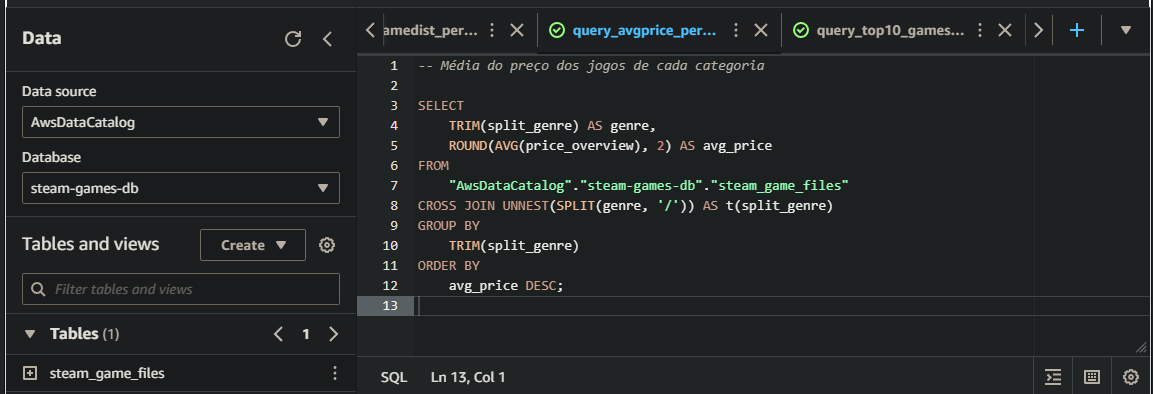 Data
Data source
AwsDataCatalog
Database
steam-games-db
Tables and views
Create
Filter tables and views
Tables (1)
1
steam_game_files
amedist_per...
query_avgprice_per...
query_top10_games...
1 -- Média do preço dos jogos de cada categoria
2
3 SELECT
4 TRIM(split_genre) AS genre,
5 ROUND(AVG(price_overview), 2) AS avg_price
6 FROM
7 "AwsDataCatalog"."steam-games-db"."steam_game_files"
8 CROSS JOIN UNNEST(SPLIT(genre, '/')) AS t(split_genre)
9 GROUP BY
10 TRIM(split_genre)
11 ORDER BY
12 avg_price DESC;
13
SQL Ln 13, Col 1